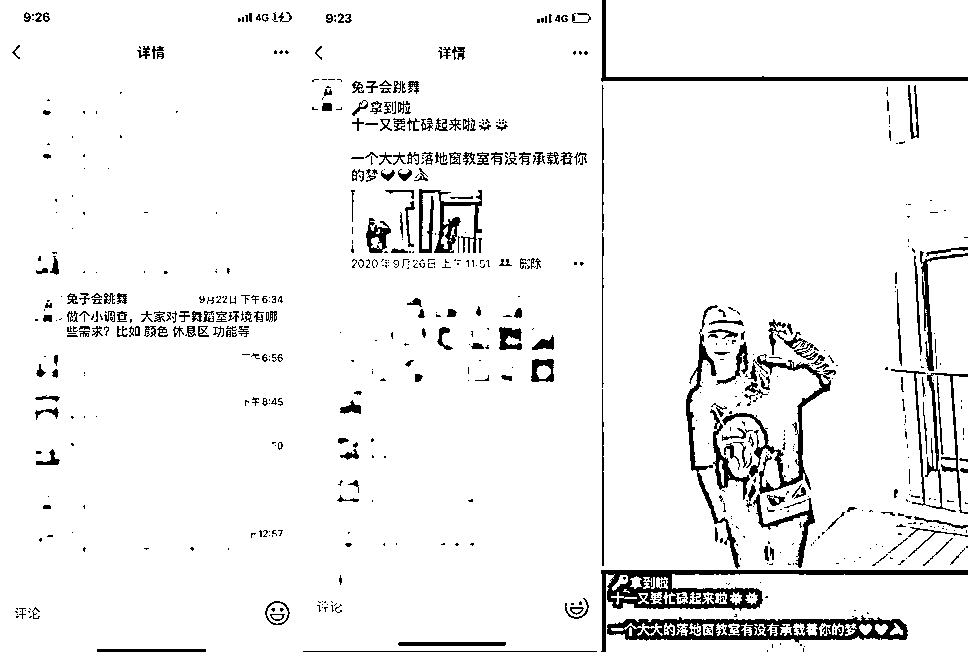 9:26
4G
详情
兔子会跳舞
9月22日 下午6:34
做个小调查，大家对于舞蹈室环境有哪
些需求？比如 颜色 休息区 功能等
6:56
下午8:45
12:57
评论
9:23
4G
详情
兔子会跳舞
拿到啦
十一又要忙碌起来啦
一个大大的落地窗教室有没有承载着你
的梦
2020年9月26日 上午11:51
删除
评论
拿到啦
十一又要忙碌起来啦
一个大大的落地窗教室有没有承载着你的梦